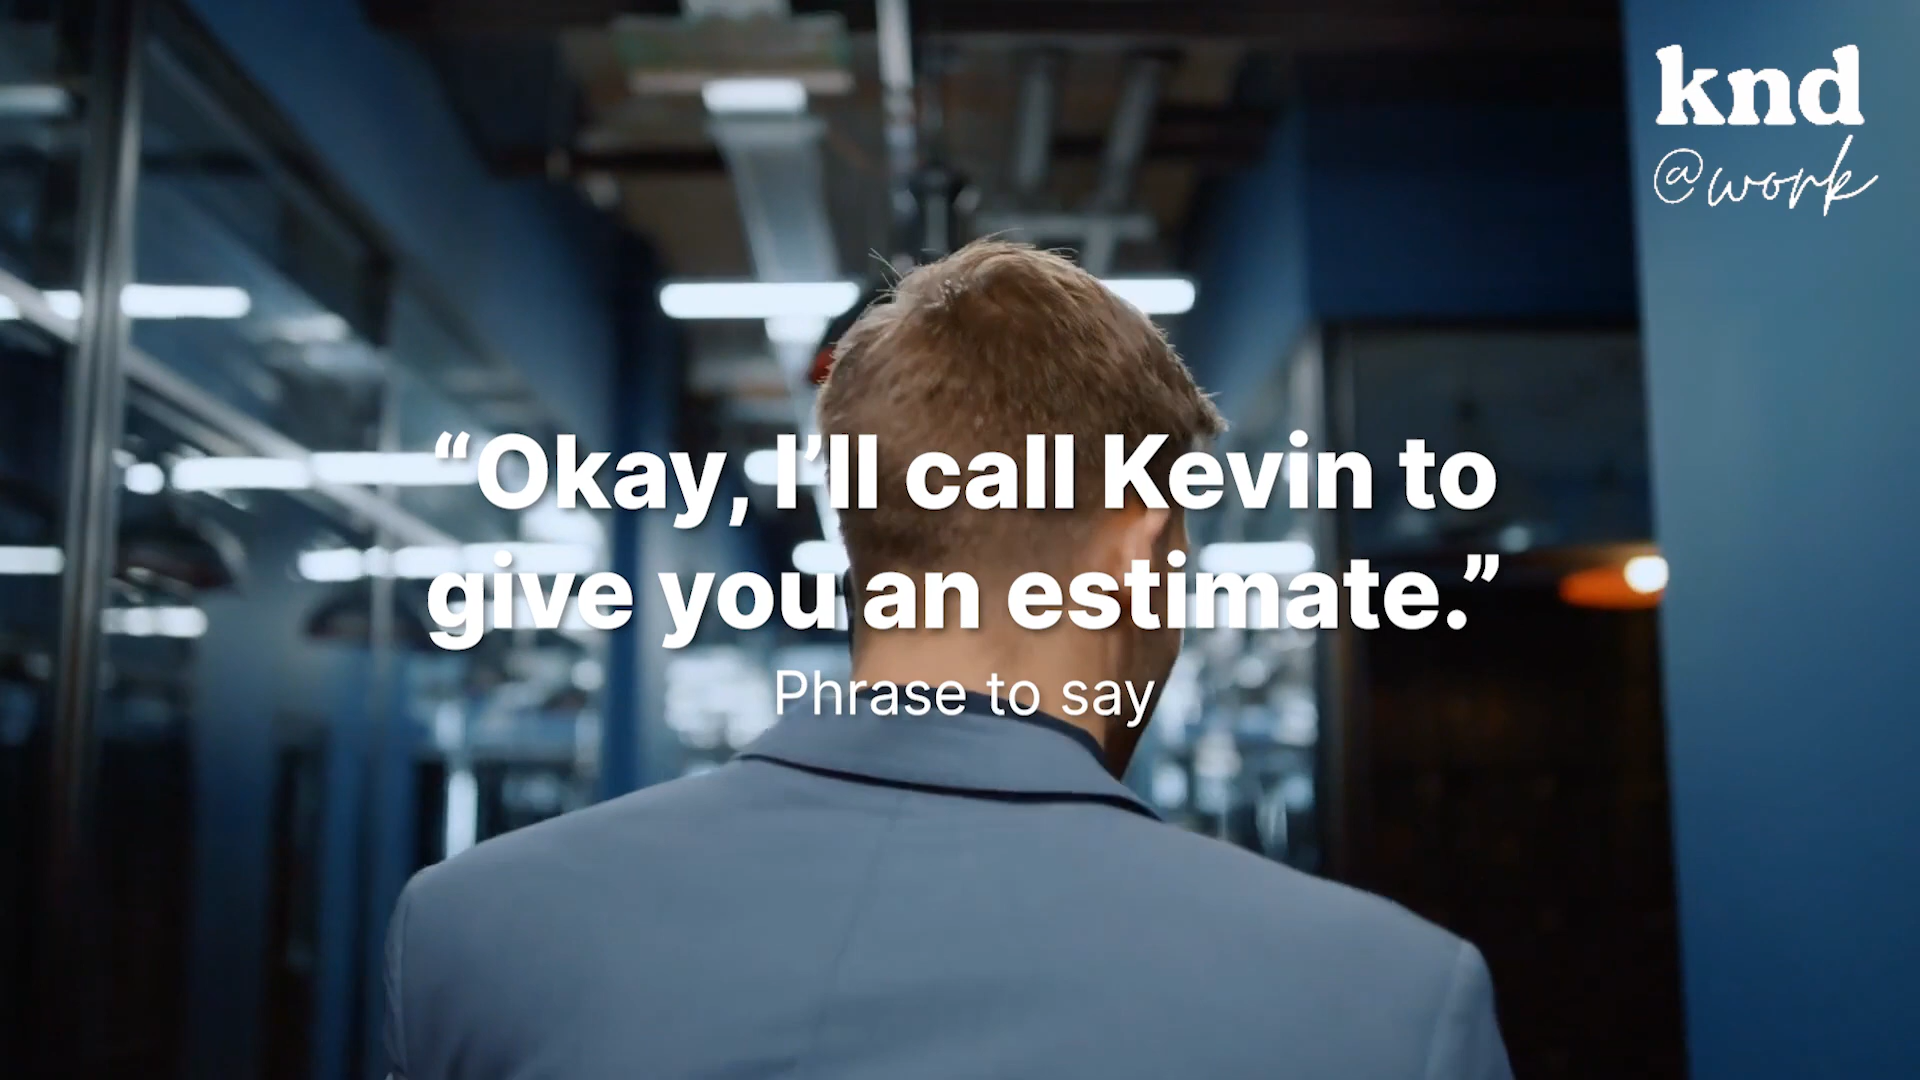 knd
@work
“Okay, I’ll call Kevin to
give you an estimate.”
Phrase to say